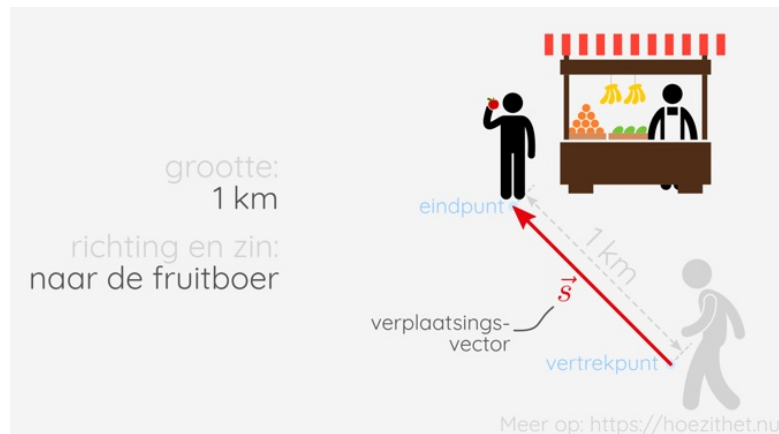 grootte:
1 km
richting en zin:
naar de fruitboer
eindpunt
1 km
s⃗
verplaatsings-
vector
vertrekpunt
Meer op: https://hoezithet.nu